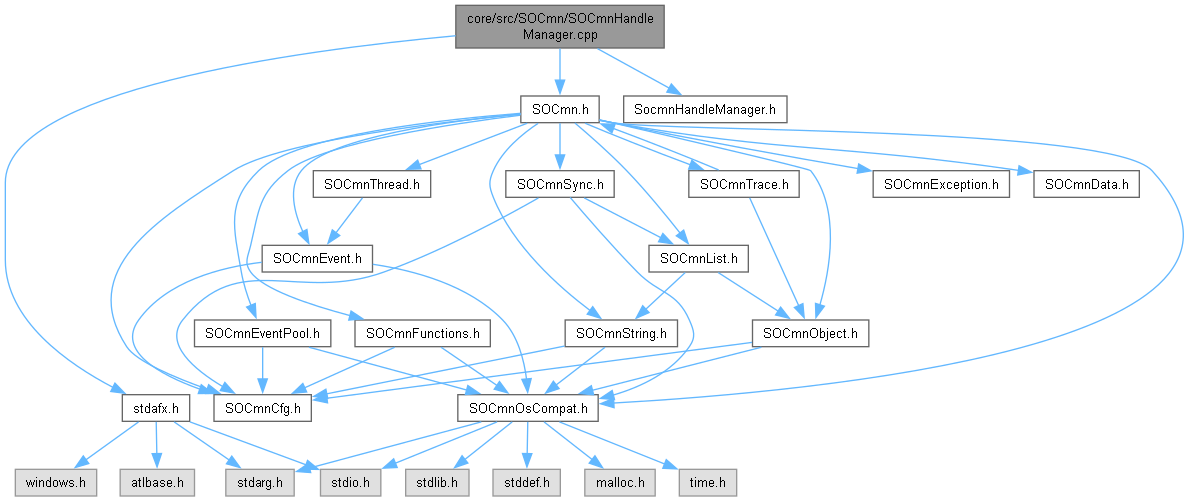 core/src/SOCmn/SOCmnHandle
Manager.cpp
SOCmn.h
SocmnHandleManager.h
SOCmnThread.h
SOCmnSync.h
SOCmnTrace.h
SOCmnException.h
SOCmnData.h
SOCmnEvent.h
SOCmnList.h
SOCmnEventPool.h
SOCmnFunctions.h
SOCmnString.h
SOCmnObject.h
stdafx.h
SOCmnCfg.h
SOCmnOsCompat.h
windows.h
atlbase.h
stdarg.h
stdio.h
stdlib.h
stddef.h
malloc.h
time.h